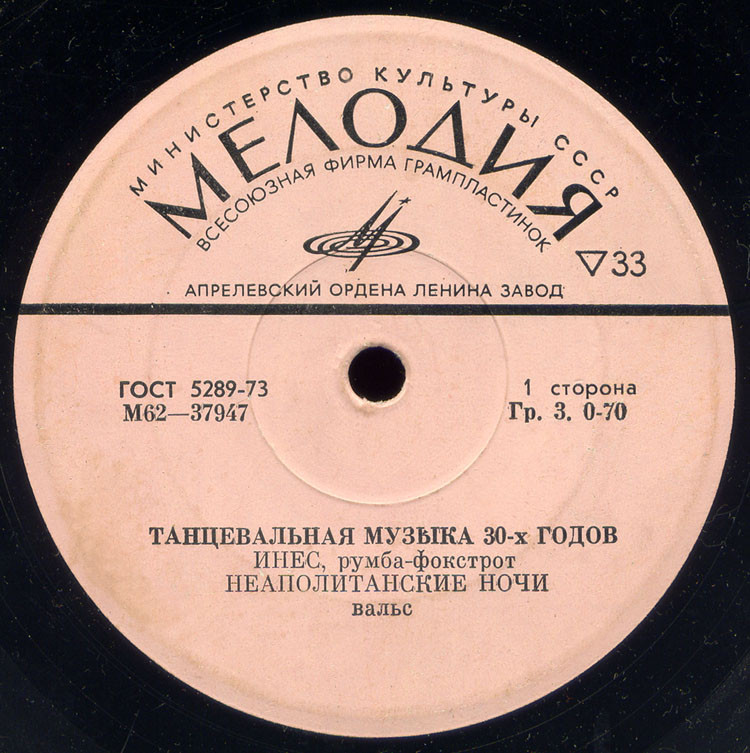 МИНИСТЕРСТВО КУЛЬТУРЫ СССР
МЕЛОДИЯ
ВСЕСОЮЗНАЯ ФИРМА ГРАМПЛАСТИНОК
▽33
АПРЕЛЕВСКИЙ ОРДЕНА ЛЕНИНА ЗАВОД
ГОСТ 5289-73
М62—37947
1 сторона
Гр. 3. 0-70
ТАНЦЕВАЛЬНАЯ МУЗЫКА 30-х ГОДОВ
ИНЕС, румба-фокстрот
НЕАПОЛИТАНСКИЕ НОЧИ
вальс